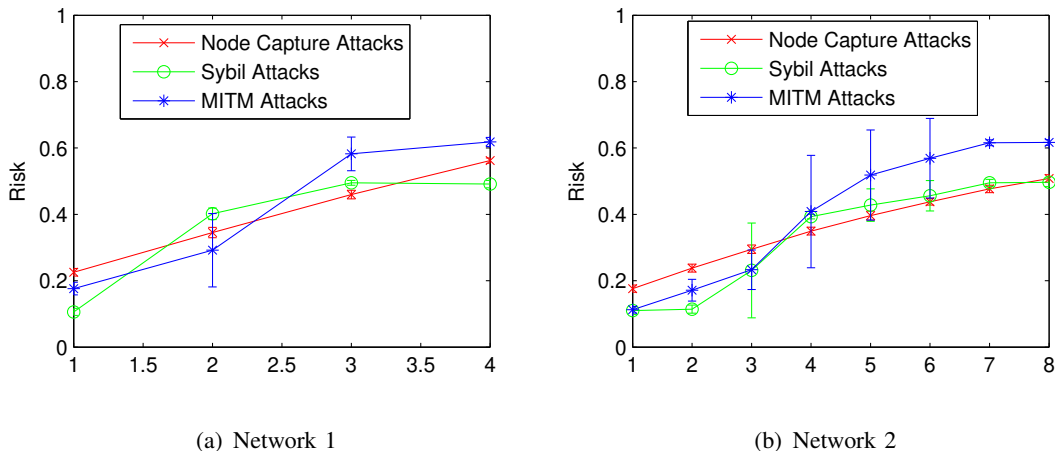 1
0.8
0.6
0.4
0.2
0
Risk
Node Capture Attacks
Sybil Attacks
MITM Attacks
1 1.5 2 2.5 3 3.5 4
(a) Network 1
1
0.8
0.6
0.4
0.2
0
Risk
Node Capture Attacks
Sybil Attacks
MITM Attacks
1 2 3 4 5 6 7 8
(b) Network 2